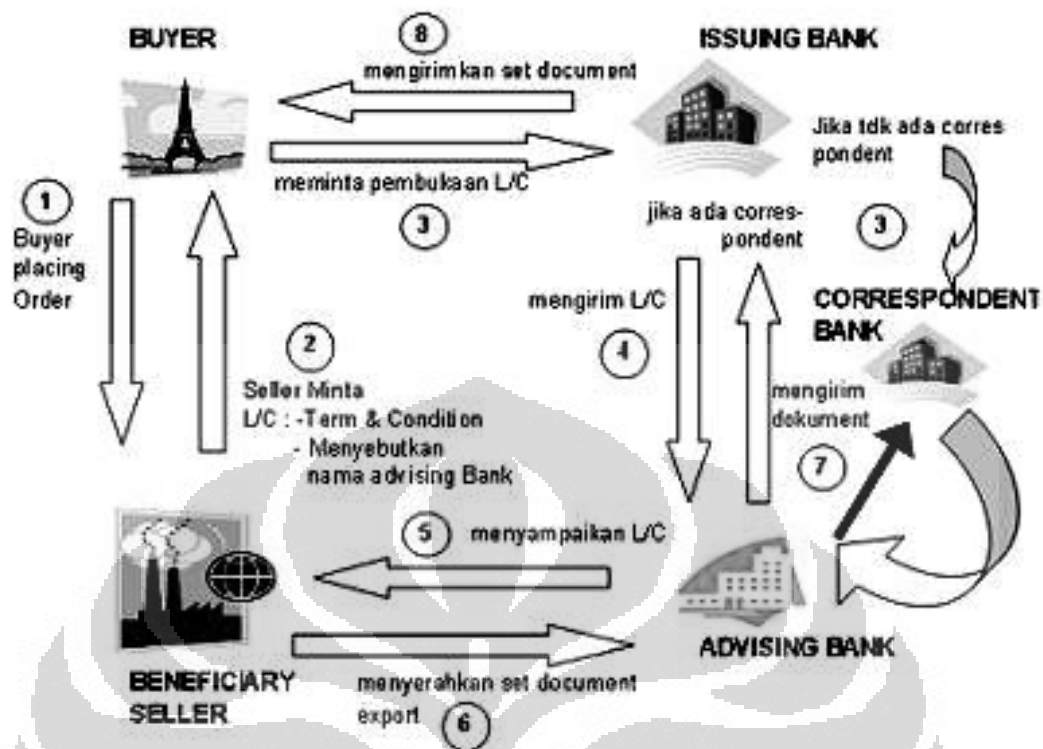 BUYER
8
mengirimkan set document
ISSUING BANK
Jika tdk ada corres
pondent
meminta pembukaan L/C
3
1
Buyer
placing
Order
jika ada corres-
pondent
3
mengirim L/C
4
CORRESPONDENT
BANK
2
Seller Minta
L/C : -Term & Condition
- Menyebutkan
nama advising Bank
mengirim
dokument
7
5
menyampaikan L/C
ADVISING BANK
BENEFICIARY
SELLER
menyerahkan set document
export
6